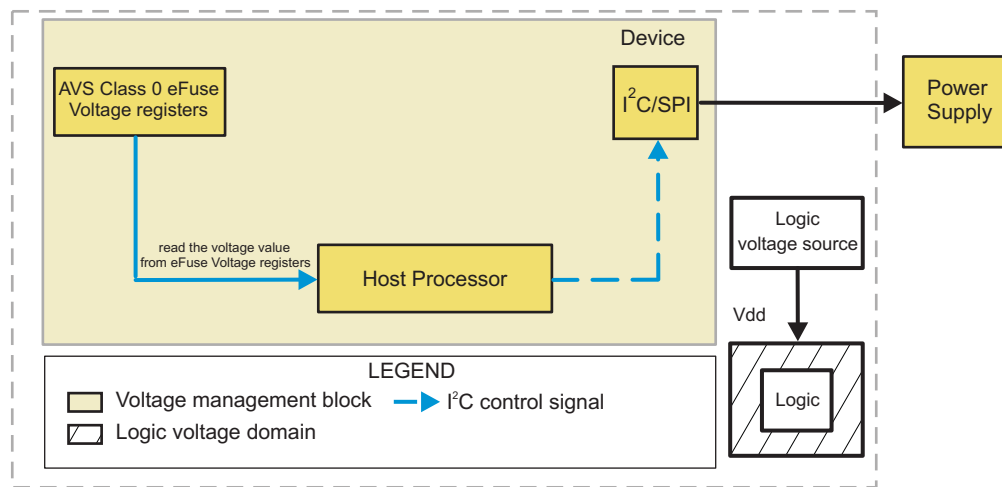 Device
AVS Class 0 eFuse
Voltage registers
I²C/SPI
Power
Supply
read the voltage value
from eFuse Voltage registers
Host Processor
Logic
voltage source
Vdd
Logic
LEGEND
Voltage management block
I²C control signal
Logic voltage domain